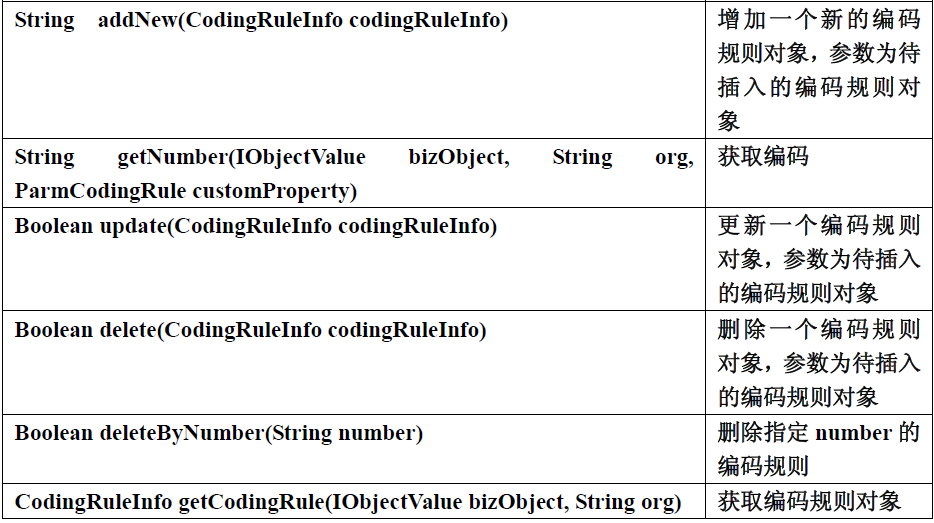 String addNew(CodingRuleInfo codingRuleInfo)
增加一个新的编码
规则对象，参数为待
插入的编码规则对
象
String getNumber(IObjectValue bizObject, String org,
ParmCodingRule customProperty)
获取编码
Boolean update(CodingRuleInfo codingRuleInfo)
更新一个编码规则
对象，参数为待插入
的编码规则对象
Boolean delete(CodingRuleInfo codingRuleInfo)
删除一个编码规则
对象，参数为待插入
的编码规则对象
Boolean deleteByNumber(String number)
删除指定 number 的
编码规则
CodingRuleInfo getCodingRule(IObjectValue bizObject, String org)
获取编码规则对象